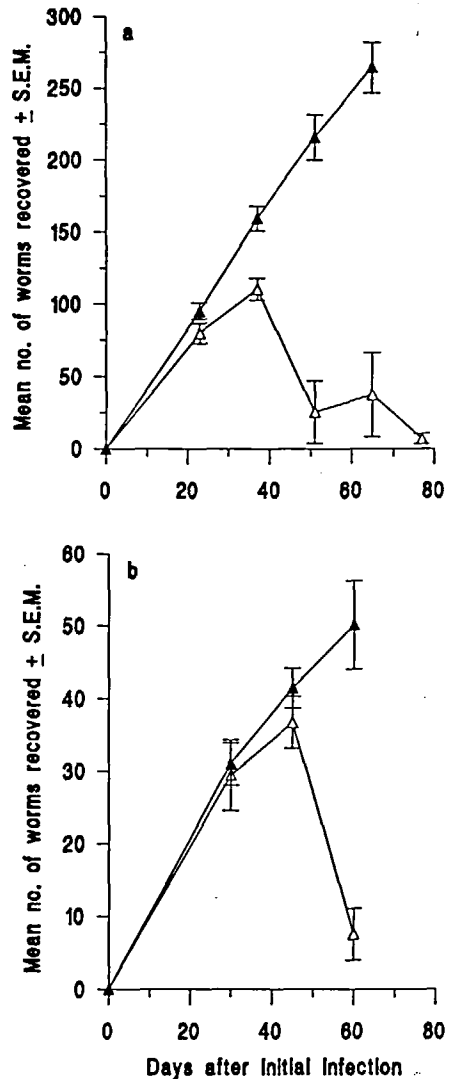 a
Mean no. of worms recovered ± S.E.M.
300
250
200
150
100
50
0
0 20 40 60 80
b
Mean no. of worms recovered ± S.E.M.
60
50
40
30
20
10
0
0 20 40 60 80
Days after initial infection